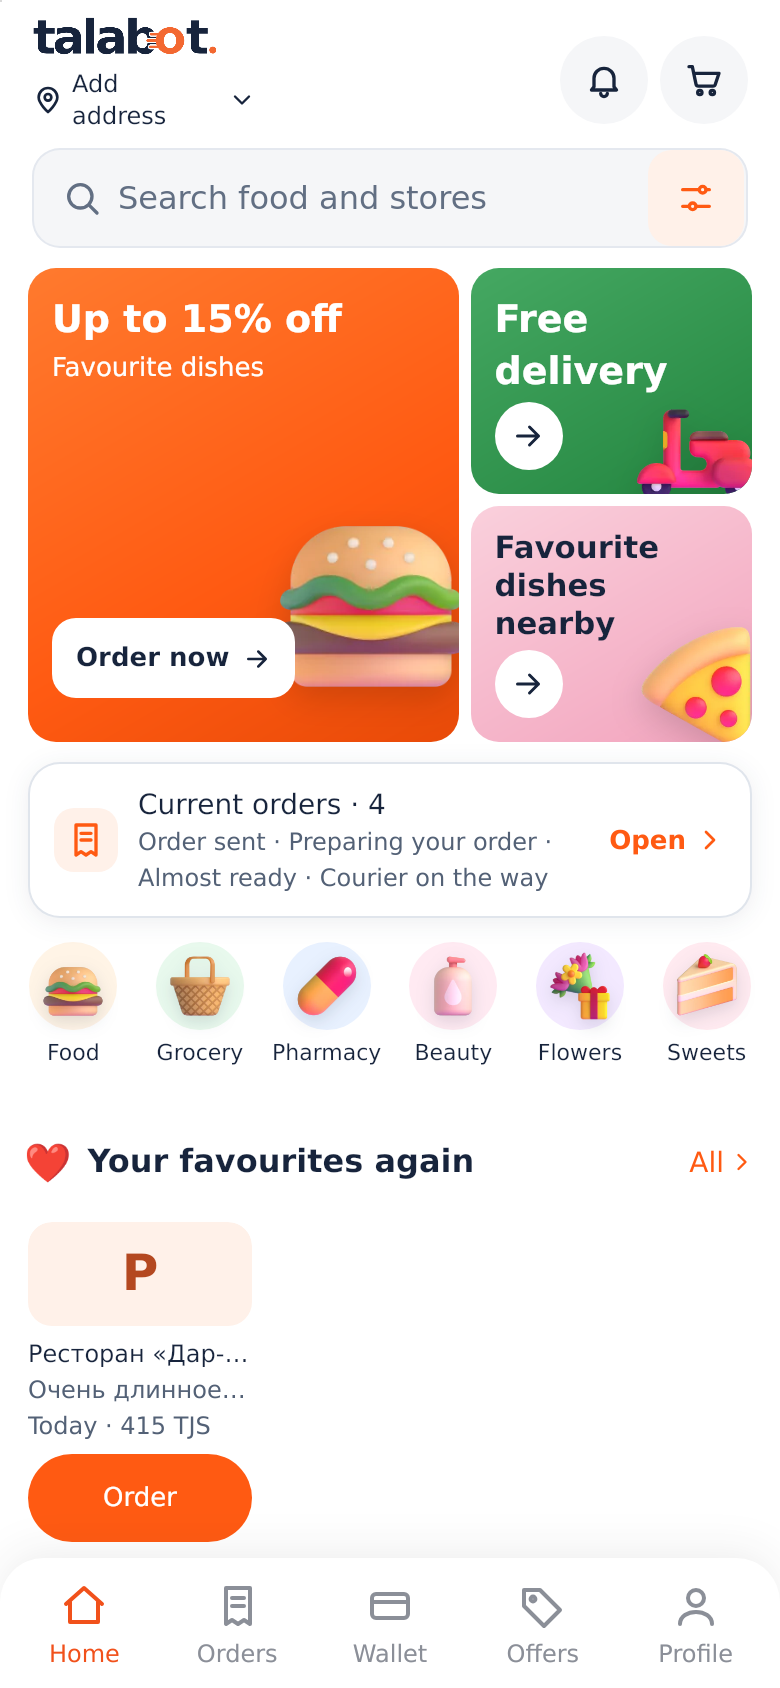 talabot.
Add
address
Search food and stores
Up to 15% off
Favourite dishes
Order now
Free
delivery
Favourite
dishes
nearby
Current orders · 4
Order sent · Preparing your order ·
Almost ready · Courier on the way
Open
Food
Grocery
Pharmacy
Beauty
Flowers
Sweets
Your favourites again
All
Р
Ресторан «Дар-...
Очень длинное...
Today · 415 TJS
Order
Home
Orders
Wallet
Offers
Profile